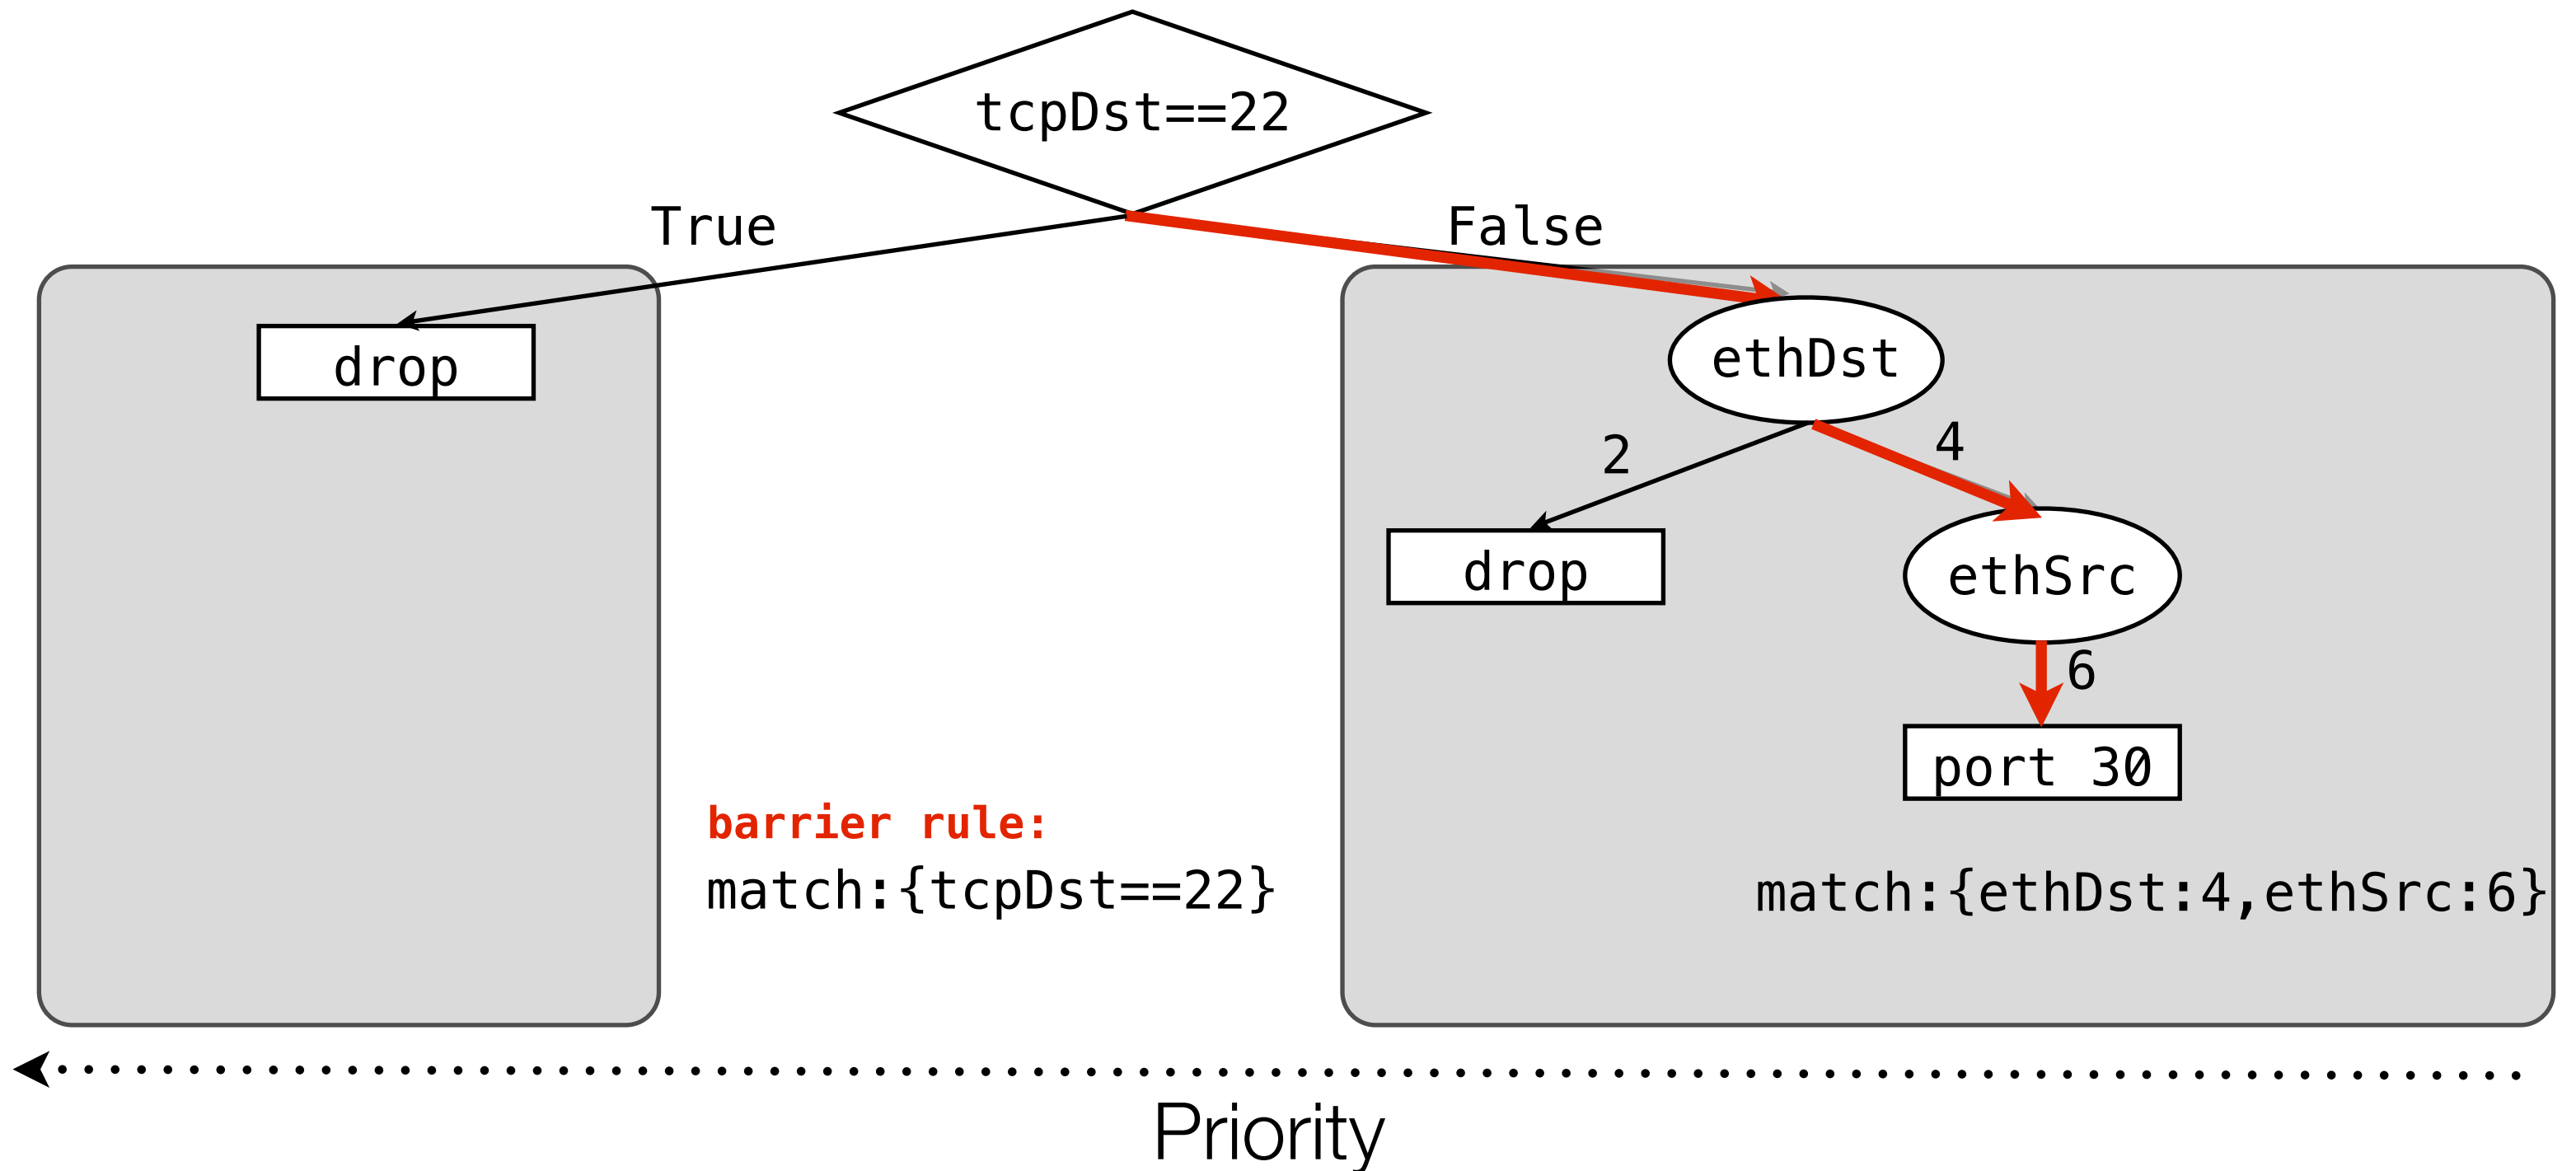 tcpDst==22
True
False
drop
ethDst
2
4
drop
ethSrc
6
port 30
barrier rule:
match:{tcpDst==22}
match:{ethDst:4,ethSrc:6}
Priority